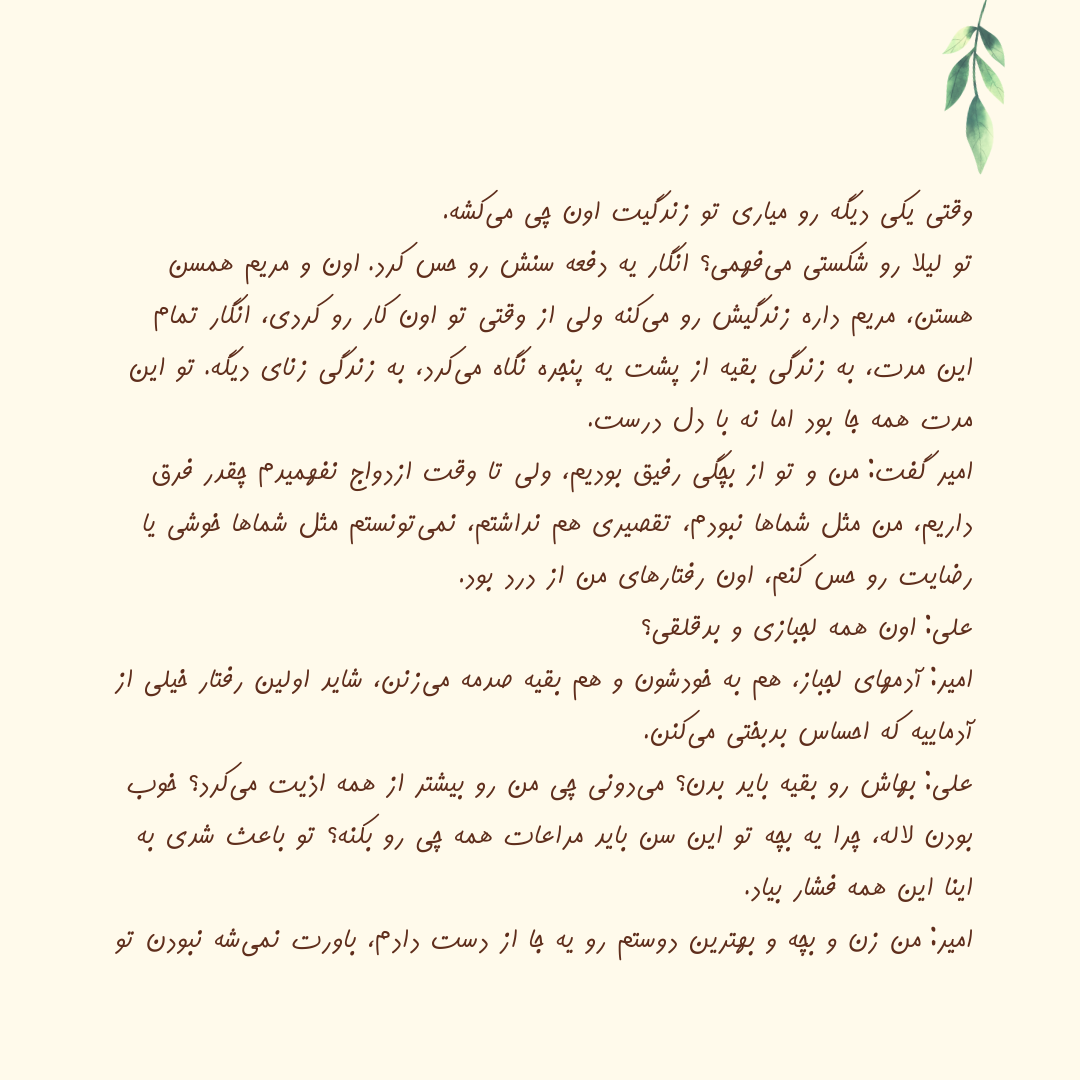 وقتی یکی دیگه رو میاری تو زندگیت اون چی می‌کشه.
تو لیلا رو شکستی می‌فهمی؟ انگار یه دفعه سنش رو حس کرد. اون و مریم همسن
هستن، مریم داره زندگیش رو می‌کنه ولی از وقتی تو اون کار رو کردی، انگار تمام
این مدت، به زندگی بقیه از پشت یه پنجره نگاه می‌کرد، به زندگی زنای دیگه. تو این
مدت همه جا بود اما نه با دل درست.
امیر گفت: من و تو از بچگی رفیق بودیم، ولی تا وقت ازدواج نفهمیدم چقدر فرق
داریم، من مثل شماها نبودم، تقصیری هم نداشتم، نمی‌تونستم مثل شماها خوشی یا
رضایت رو حس کنم، اون رفتارهای من از درد بود.
علی: اون همه لجبازی و بدقلقی؟
امیر: آدمهای لجباز، هم به خودشون و هم بقیه صدمه می‌زنن، شاید اولین رفتار خیلی از
آدماییه که احساس بدبختی می‌کنن.
علی: بهاش رو بقیه باید بدن؟ می‌دونی چی من رو بیشتر از همه اذیت می‌کرد؟ خوب
بودن لاله، چرا یه بچه تو این سن باید مراعات همه چی رو بکنه؟ تو باعث شدی به
اینا این همه فشار بیاد.
امیر: من زن و بچه و بهترین دوستم رو یه جا از دست دادم، باورت نمی‌شه نبودن تو